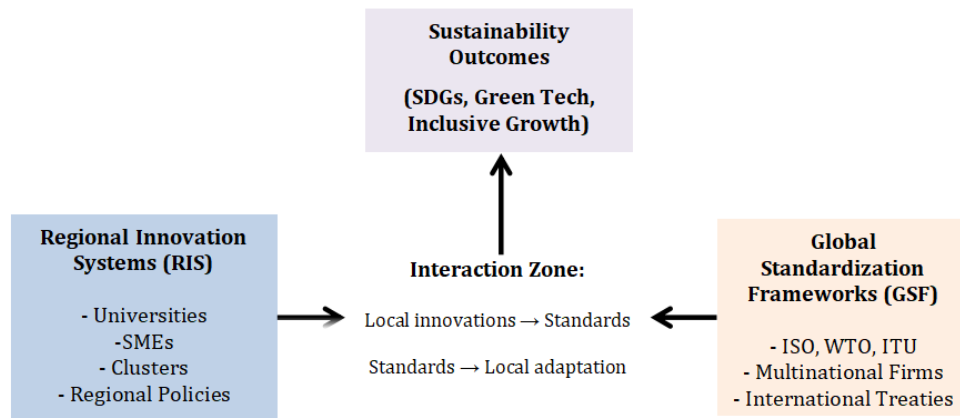 Sustainability
Outcomes
(SDGs, Green Tech,
Inclusive Growth)
Regional Innovation
Systems (RIS)
- Universities
-SMEs
- Clusters
- Regional Policies
Interaction Zone:
Local innovations → Standards
Standards → Local adaptation
Global
Standardization
Frameworks (GSF)
- ISO, WTO, ITU
- Multinational Firms
- International Treaties